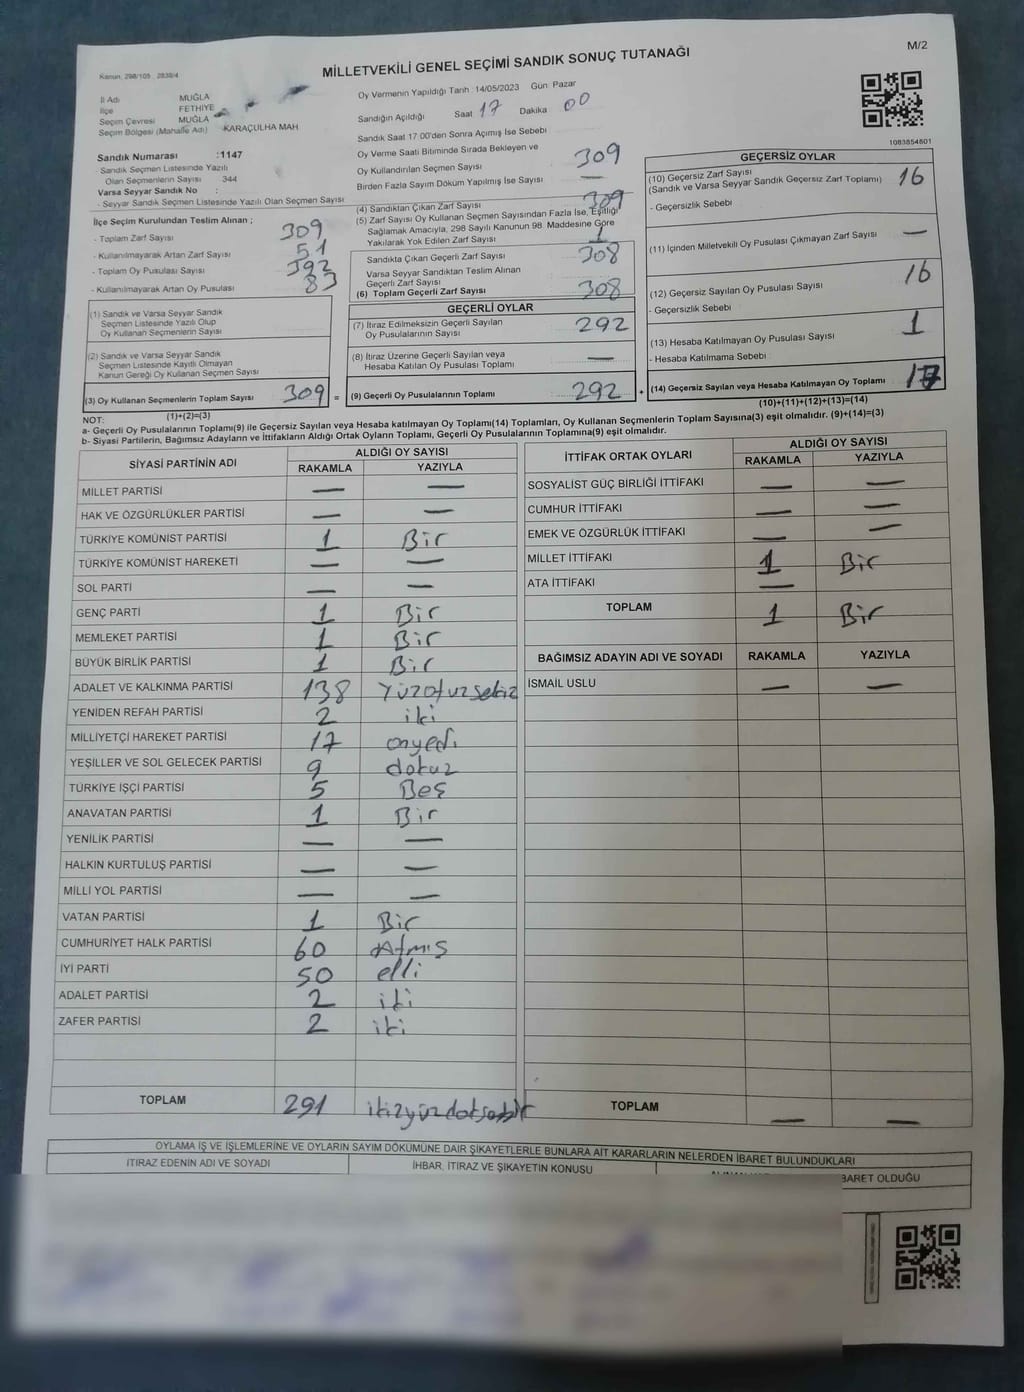 M/2
Kanun: 298/105 2839/4
MİLLETVEKİLİ GENEL SEÇİMİ SANDIK SONUÇ TUTANAĞI
İl Adı MUĞLA
İlçe FETHİYE
Seçim Çevresi MUĞLA
Seçim Bölgesi (Mahalle Adı) KARAÇULHA MAH
Sandık Numarası :1147
- Sandık Seçmen Listesinde Yazılı
Olan Seçmenlerin Sayısı : 344
Varsa Seyyar Sandık No :
- Seyyar Sandık Seçmen Listesinde Yazılı Olan Seçmen Sayısı
Oy Vermenin Yapıldığı Tarih : 14/05/2023 Gün: Pazar
Sandığın Açıldığı Saat 17 Dakika 00
Sandık Saat 17:00'den Sonra Açımış İse Sebebi
Oy Verme Saati Bitiminde Sırada Bekleyen ve
Oy Kullandırılan Seçmen Sayısı 309
Birden Fazla Sayım Döküm Yapılmış İse Sayısı —
1083854801
İlçe Seçim Kurulundan Teslim Alınan ;
- Toplam Zarf Sayısı 309
- Kullanılmayarak Artan Zarf Sayısı 51
- Toplam Oy Pusulası Sayısı 392
- Kullanılmayarak Artan Oy Pusulası 83
(1) Sandık ve Varsa Seyyar Sandık
Seçmen Listesinde Yazılı Olup
Oy Kullanan Seçmenlerin Sayısı
(2) Sandık ve Varsa Seyyar Sandık
Seçmen Listesinde Kayıtlı Olmayan
Kanun Gereği Oy Kullanan Seçmen Sayısı
(3) Oy Kullanan Seçmenlerin Toplam Sayısı 309 =
(1)+(2)=(3)
(4) Sandıktan Çıkan Zarf Sayısı 309
(5) Zarf Sayısı Oy Kullanan Seçmen Sayısından Fazla İse, Eşitliği
Sağlamak Amacıyla, 298 Sayılı Kanunun 98. Maddesine Göre
Yakılarak Yok Edilen Zarf Sayısı 1
Sandıkta Çıkan Geçerli Zarf Sayısı 308
Varsa Seyyar Sandıktan Teslim Alınan
Geçerli Zarf Sayısı
(6) Toplam Geçerli Zarf Sayısı 308
GEÇERLİ OYLAR
(7) İtiraz Edilmeksizin Geçerli Sayılan
Oy Pusulalarının Sayısı 292
(8) İtiraz Üzerine Geçerli Sayılan veya
Hesaba Katılan Oy Pusulası Toplamı —
(9) Geçerli Oy Pusulalarının Toplamı 292 +
GEÇERSİZ OYLAR
(10) Geçersiz Zarf Sayısı 16
(Sandık ve Varsa Seyyar Sandık Geçersiz Zarf Toplamı)
- Geçersizlik Sebebi
(11) İçinden Milletvekili Oy Pusulası Çıkmayan Zarf Sayısı —
(12) Geçersiz Sayılan Oy Pusulası Sayısı 16
- Geçersizlik Sebebi
(13) Hesaba Katılmayan Oy Pusulası Sayısı 1
- Hesaba Katılmama Sebebi
(14) Geçersiz Sayılan veya Hesaba Katılmayan Oy Toplamı 17
(10)+(11)+(12)+(13)=(14)
NOT:
a- Geçerli Oy Pusulalarının Toplamı(9) ile Geçersiz Sayılan veya Hesaba katılmayan Oy Toplamı(14) Toplamları, Oy Kullanan Seçmenlerin Toplam Sayısına(3) eşit olmalıdır. (9)+(14)=(3)
b- Siyasi Partilerin, Bağımsız Adayların ve İttifakların Aldığı Ortak Oyların Toplamı, Geçerli Oy Pusulalarının Toplamına(9) eşit olmalıdır.
SİYASİ PARTİNİN ADI ALDIĞI OY SAYISI
RAKAMLA YAZIYLA
MİLLET PARTİSİ — —
HAK VE ÖZGÜRLÜKLER PARTİSİ — —
TÜRKİYE KOMÜNİST PARTİSİ 1 Bir
TÜRKİYE KOMÜNİST HAREKETİ — —
SOL PARTİ — —
GENÇ PARTİ 1 Bir
MEMLEKET PARTİSİ 1 Bir
BÜYÜK BİRLİK PARTİSİ 1 Bir
ADALET VE KALKINMA PARTİSİ 138 Yüzotuzsekiz
YENİDEN REFAH PARTİSİ 2 iki
MİLLİYETÇİ HAREKET PARTİSİ 17 onyedi
YEŞİLLER VE SOL GELECEK PARTİSİ 9 dokuz
TÜRKİYE İŞÇİ PARTİSİ 5 Beş
ANAVATAN PARTİSİ 1 Bir
YENİLİK PARTİSİ — —
HALKIN KURTULUŞ PARTİSİ — —
MİLLİ YOL PARTİSİ — —
VATAN PARTİSİ 1 Bir
CUMHURİYET HALK PARTİSİ 60 Atmış
İYİ PARTİ 50 elli
ADALET PARTİSİ 2 iki
ZAFER PARTİSİ 2 iki
TOPLAM 291 ikizyüzdoksanbir
İTTİFAK ORTAK OYLARI ALDIĞI OY SAYISI
RAKAMLA YAZIYLA
SOSYALİST GÜÇ BİRLİĞİ İTTİFAKI — —
CUMHUR İTTİFAKI — —
EMEK VE ÖZGÜRLÜK İTTİFAKI — —
MİLLET İTTİFAKI 1 Bir
ATA İTTİFAKI —
TOPLAM 1 Bir
BAĞIMSIZ ADAYIN ADI VE SOYADI RAKAMLA YAZIYLA
İSMAİL USLU — —
TOPLAM — —
OYLAMA İŞ VE İŞLEMLERİNE VE OYLARIN SAYIM DÖKÜMÜNE DAİR ŞİKAYETLERLE BUNLARA AİT KARARLARIN NELERDEN İBARET BULUNDUKLARI
İTİRAZ EDENİN ADI VE SOYADI İHBAR, İTİRAZ VE ŞİKAYETİN KONUSU BARET OLDUĞU